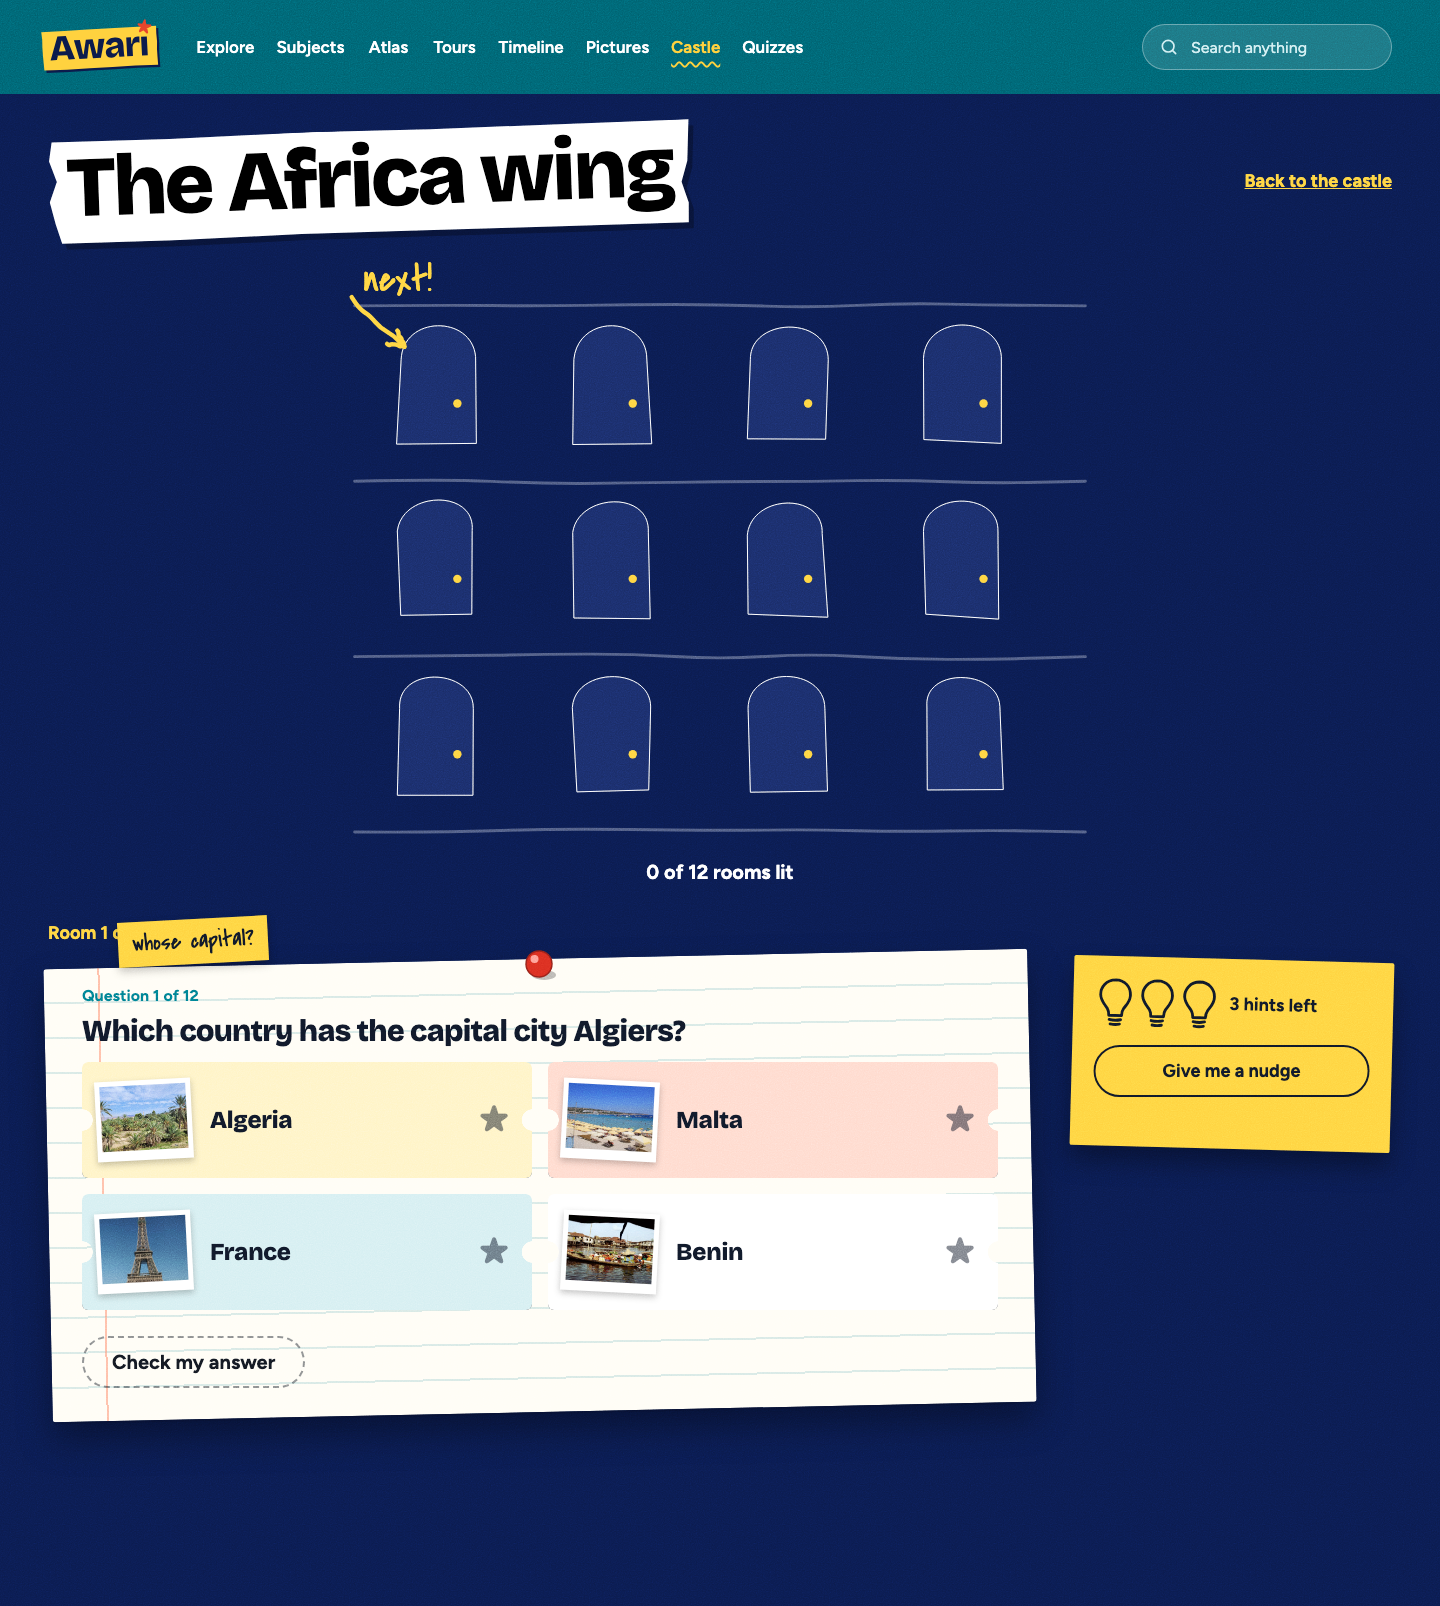 Awari
Explore Subjects Atlas Tours Timeline Pictures Castle Quizzes
Search anything
The Africa wing
Back to the castle
next!
0 of 12 rooms lit
Room 1
whose capital?
Question 1 of 12
Which country has the capital city Algiers?
3 hints left
Give me a nudge
Algeria
Malta
France
Benin
Check my answer